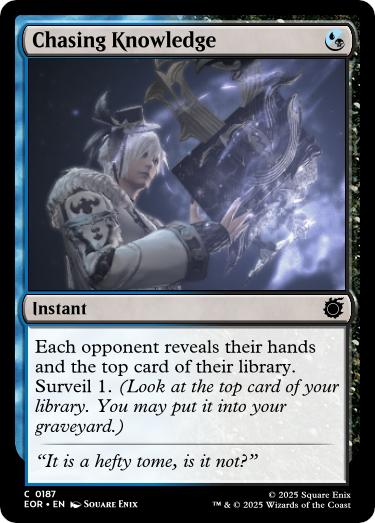 Chasing Knowledge
Instant
Each opponent reveals their hands
and the top card of their library.
Surveil 1. (Look at the top card of your
library. You may put it into your
graveyard.)
“It is a hefty tome, is it not?”
C 0187
EOR • EN SQUARE ENIX
© 2025 Square Enix
™ & © 2025 Wizards of the Coast